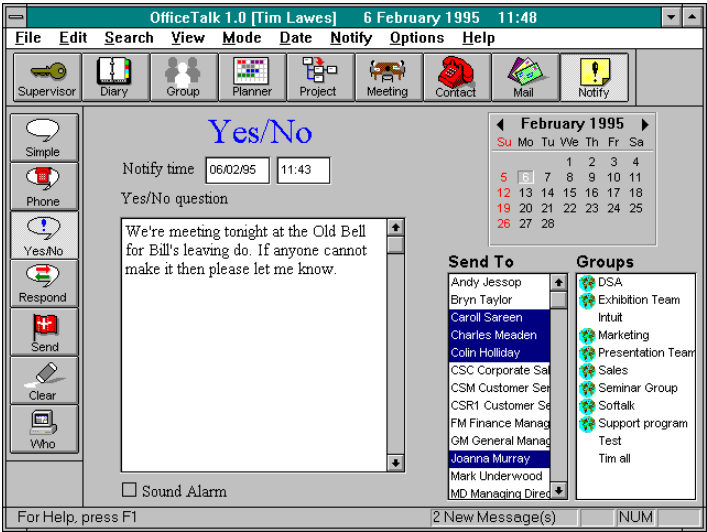 OfficeTalk 1.0 [Tim Lawes] 6 February 1995 11:48
File Edit Search View Mode Date Notify Options Help
Supervisor Diary Group Planner Project Meeting Contact Mail Notify
Simple
Phone
Yes/No
Respond
Send
Clear
Who
Yes/No
Notify time 06/02/95 11:43
Yes/No question
We're meeting tonight at the Old Bell
for Bill's leaving do. If anyone cannot
make it then please let me know.
Sound Alarm
February 1995
Su Mo Tu We Th Fr Sa
1 2 3 4
5 6 7 8 9 10 11
12 13 14 15 16 17 18
19 20 21 22 23 24 25
26 27 28
Send To
Andy Jessop
Bryn Taylor
Caroll Sareen
Charles Meaden
Colin Holliday
CSC Corporate Sal
CSM Customer Ser
CSR1 Customer Se
FM Finance Manag
GM General Manag
Joanna Murray
Mark Underwood
MD Managing Direc
Groups
DSA
Exhibition Team
Intuit
Marketing
Presentation Team
Sales
Seminar Group
Softalk
Support program
Test
Tim all
For Help, press F1
2 New Message(s)
NUM